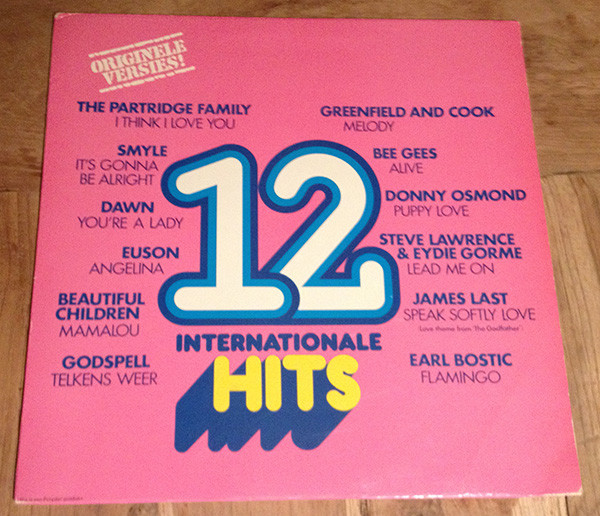 ORIGINELE
VERSIES!
THE PARTRIDGE FAMILY
I THINK I LOVE YOU
SMYLE
IT'S GONNA
BE ALRIGHT
DAWN
YOU'RE A LADY
EUSON
ANGELINA
BEAUTIFUL
CHILDREN
MAMALOU
GODSPELL
TELKENS WEER
GREENFIELD AND COOK
MELODY
BEE GEES
ALIVE
DONNY OSMOND
PUPPY LOVE
STEVE LAWRENCE
& EYDIE GORME
LEAD ME ON
JAMES LAST
SPEAK SOFTLY LOVE
(Love theme from 'The Godfather')
EARL BOSTIC
FLAMINGO
12
INTERNATIONALE
HITS